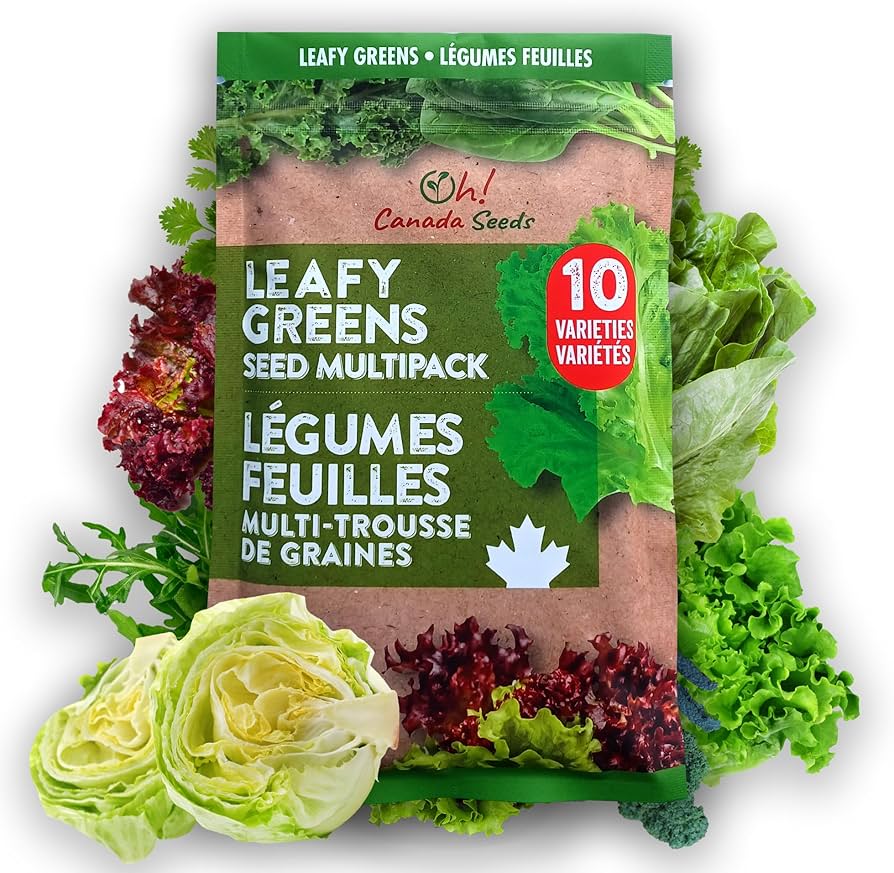 LEAFY GREENS • LÉGUMES FEUILLES
Oh!
Canada Seeds
LEAFY
GREENS
SEED MULTIPACK
10
VARIETIES
VARIÉTÉS
LÉGUMES
FEUILLES
MULTI-TROUSSE
DE GRAINES